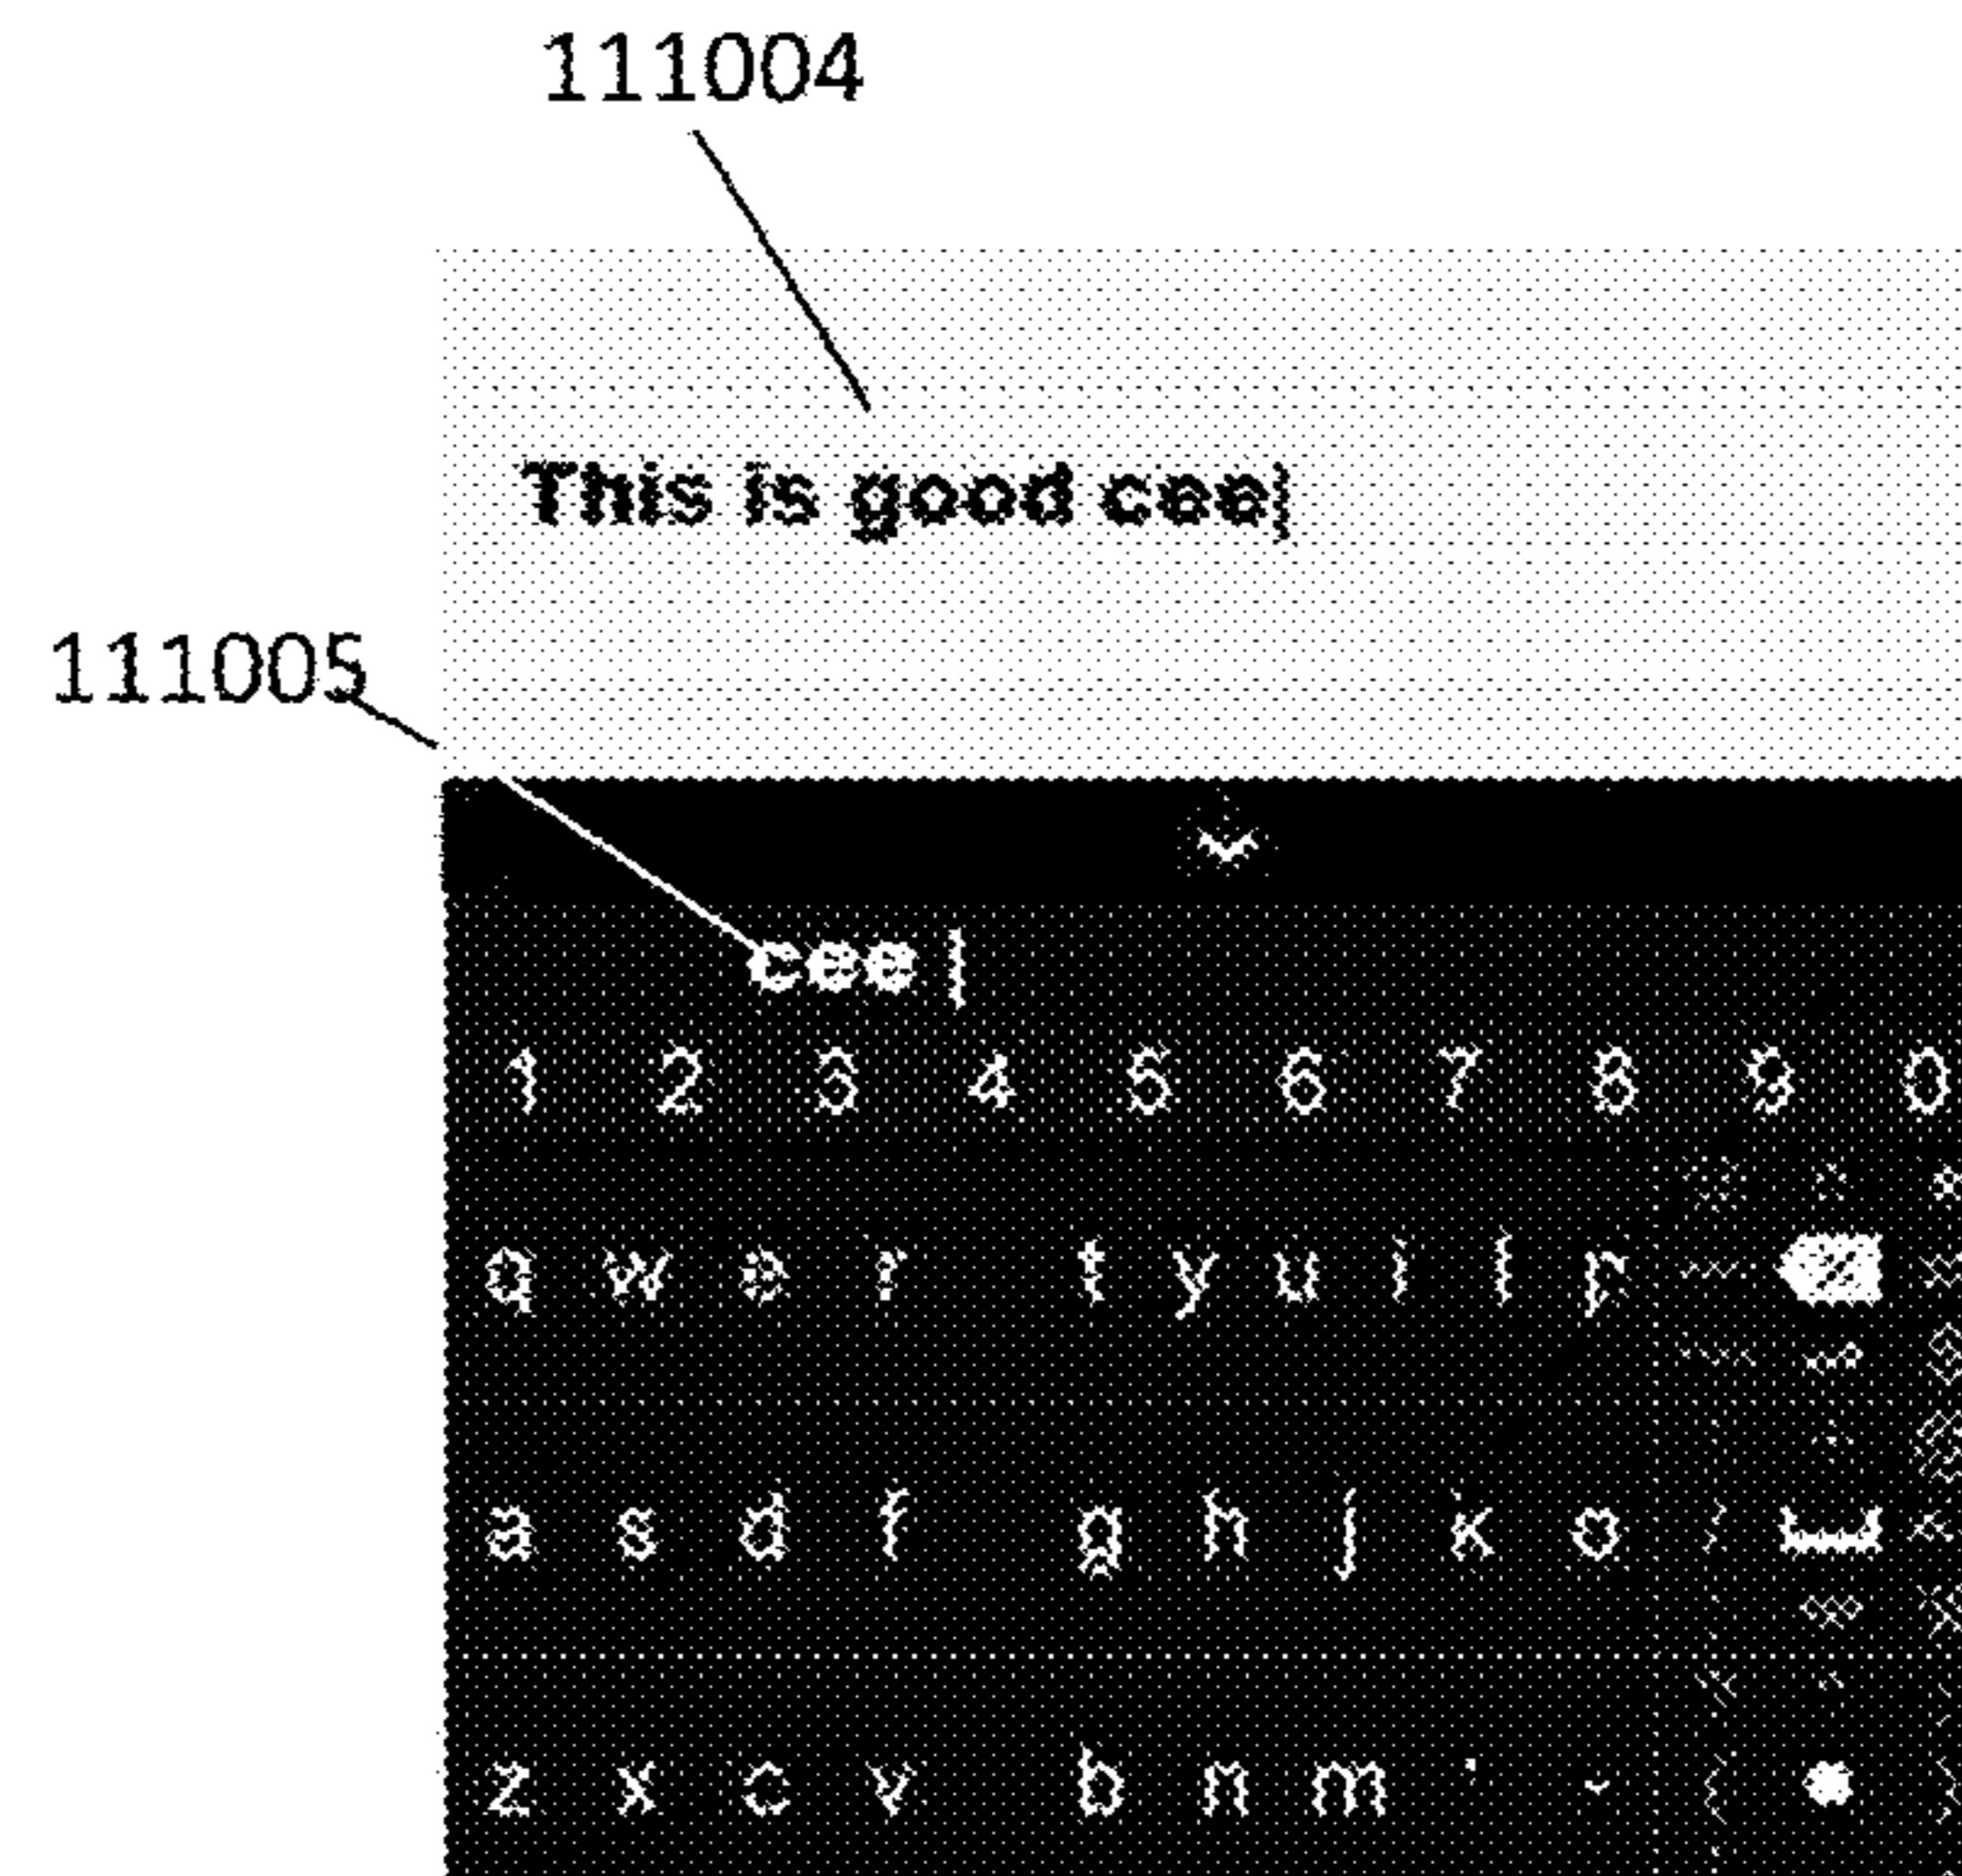 111004
This is good cee
111005
cee
1 2 3 4 5 6 7 8 9 0
q w e r t y u i l p
a s d f g h j k o
z x c v b n m ' -